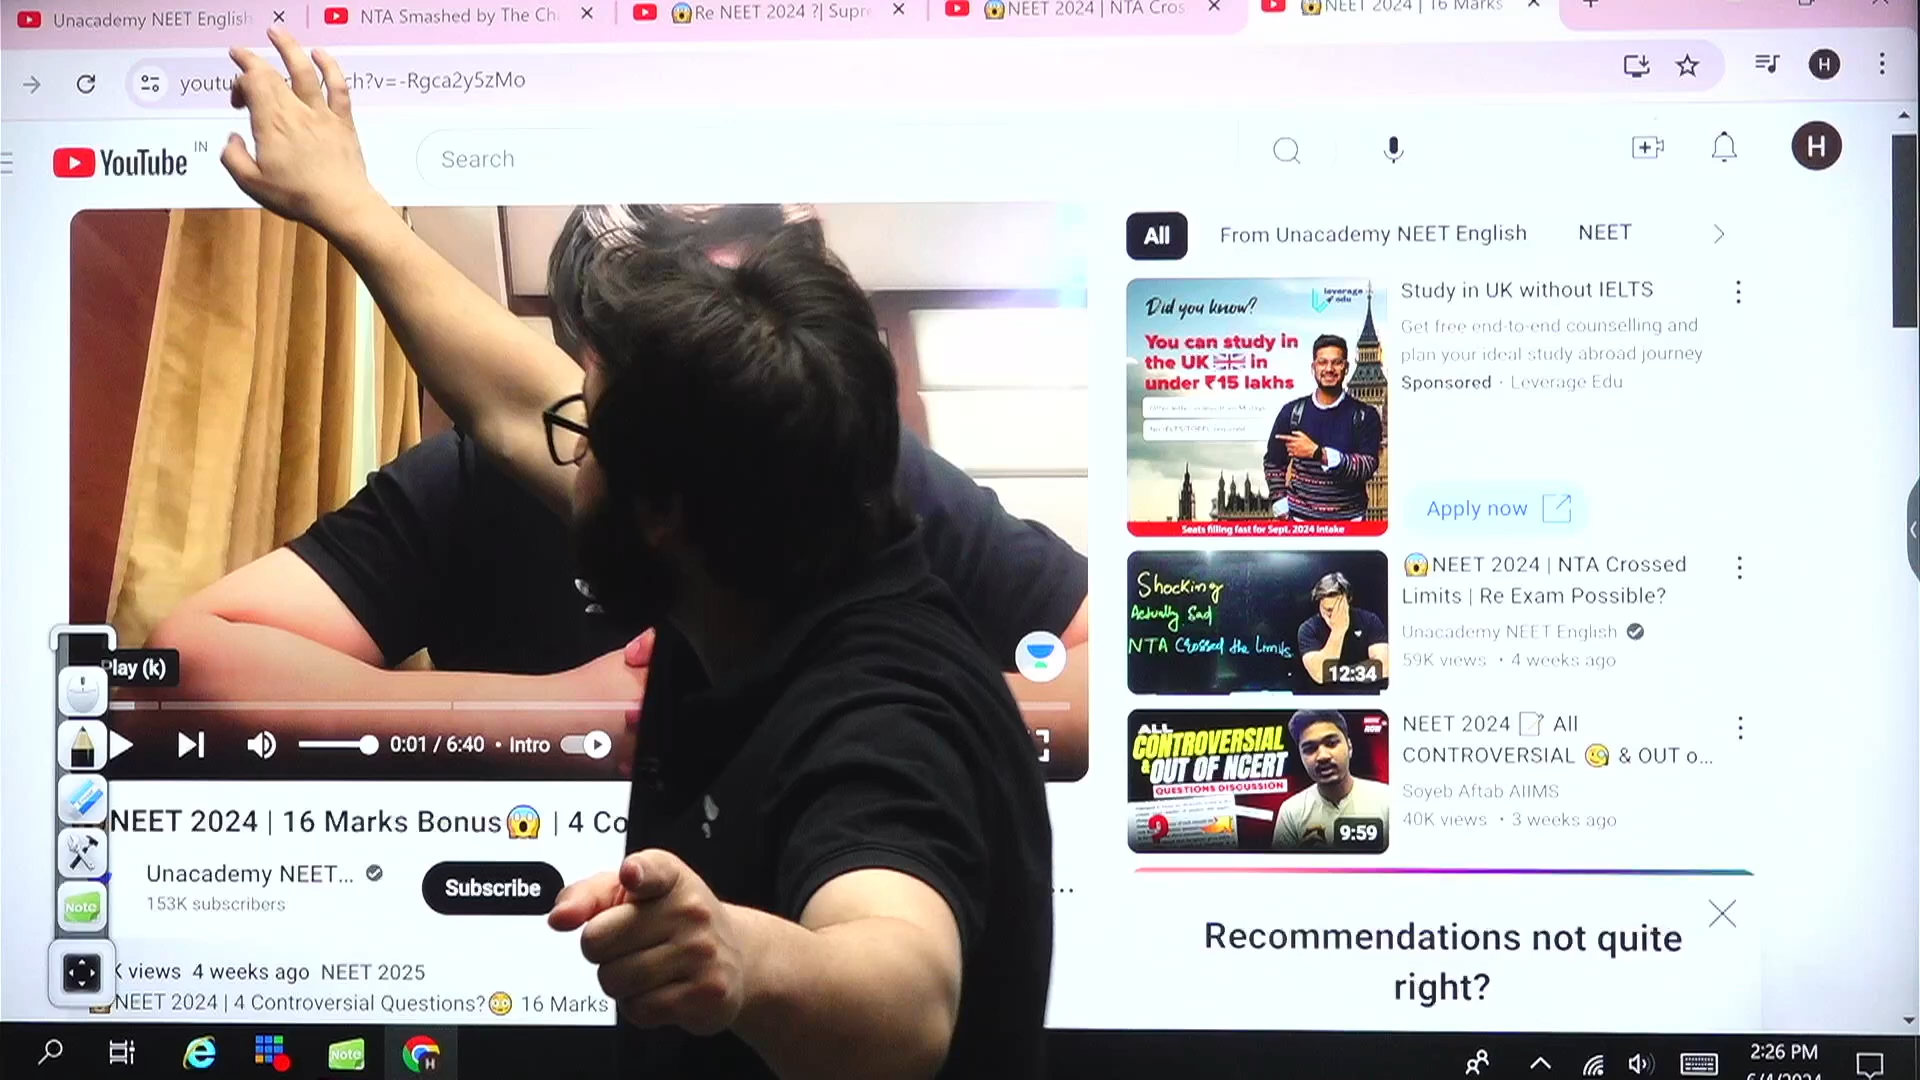 Unacademy NEET English
NTA Smashed by The Ch
😱Re NEET 2024 ?| Supr
😱NEET 2024 | NTA Cros
😱NEET 2024 | 16 Marks
ch?v=-Rgca2y5zMo
H
YouTube IN
Search
H
All
From Unacademy NEET English
NEET
Did you know?
You can study in
the UK 🇬🇧 in
under ₹15 lakhs
Seats filling fast for Sept. 2024 intake
leverage edu
Study in UK without IELTS
Get free end-to-end counselling and
plan your ideal study abroad journey
Sponsored · Leverage Edu
Apply now
Shocking
Actually Sad
NTA Crossed the Limits
12:34
😱NEET 2024 | NTA Crossed
Limits | Re Exam Possible?
Unacademy NEET English
59K views • 4 weeks ago
ALL
CONTROVERSIAL
& OUT OF NCERT
QUESTIONS DISCUSSION
9:59
NEET 2024 📝 All
CONTROVERSIAL 🧐 & OUT o...
Soyeb Aftab AIIMS
40K views • 3 weeks ago
Recommendations not quite
right?
Play (k)
0:01 / 6:40 • Intro
NEET 2024 | 16 Marks Bonus😱 | 4 Co
Unacademy NEET...
153K subscribers
Subscribe
Note
K views 4 weeks ago NEET 2025
NEET 2024 | 4 Controversial Questions?😳 16 Marks
Note
H
2:26 PM